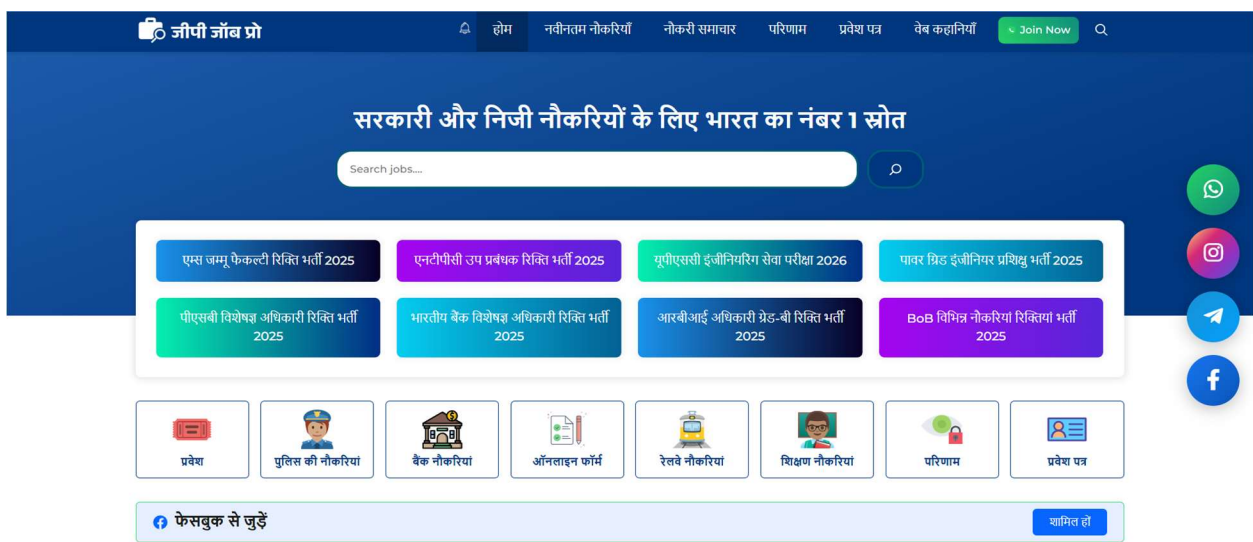 जीपी जॉब प्रो
होम
नवीनतम नौकरियाँ
नौकरी समाचार
परिणाम
प्रवेश पत्र
वेब कहानियाँ
Join Now
सरकारी और निजी नौकरियों के लिए भारत का नंबर 1 स्रोत
Search jobs....
एम्स जम्मू फैकल्टी रिक्ति भर्ती 2025
एनटीपीसी उप प्रबंधक रिक्ति भर्ती 2025
यूपीएससी इंजीनियरिंग सेवा परीक्षा 2026
पावर ग्रिड इंजीनियर प्रशिक्षु भर्ती 2025
पीएसबी विशेषज्ञ अधिकारी रिक्ति भर्ती
2025
भारतीय बैंक विशेषज्ञ अधिकारी रिक्ति भर्ती
2025
आरबीआई अधिकारी ग्रेड-बी रिक्ति भर्ती
2025
BoB विभिन्न नौकरियां रिक्तियां भर्ती
2025
प्रवेश
पुलिस की नौकरियां
बैंक नौकरियां
ऑनलाइन फॉर्म
रेलवे नौकरियां
शिक्षण नौकरियां
परिणाम
प्रवेश पत्र
फेसबुक से जुड़ें
शामिल हों